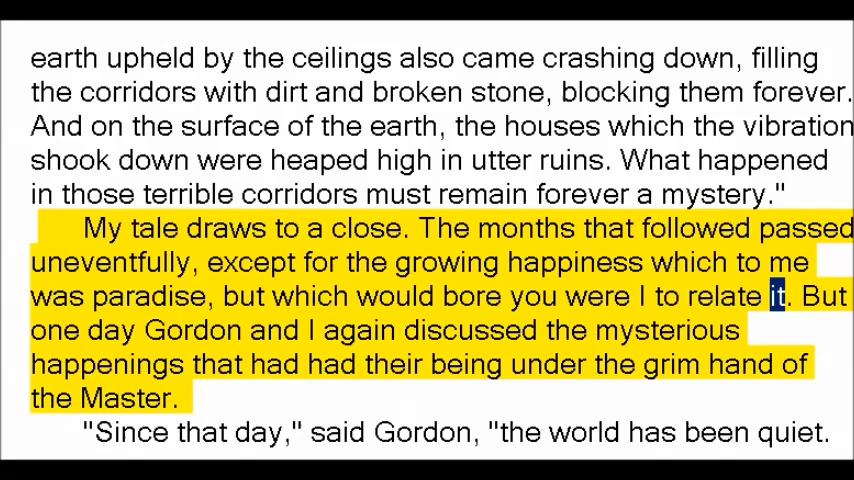 earth upheld by the ceilings also came crashing down, filling
the corridors with dirt and broken stone, blocking them forever.
And on the surface of the earth, the houses which the vibration
shook down were heaped high in utter ruins. What happened
in those terrible corridors must remain forever a mystery."
My tale draws to a close. The months that followed passed
uneventfully, except for the growing happiness which to me
was paradise, but which would bore you were I to relate it. But
one day Gordon and I again discussed the mysterious
happenings that had had their being under the grim hand of
the Master.
"Since that day," said Gordon, "the world has been quiet.